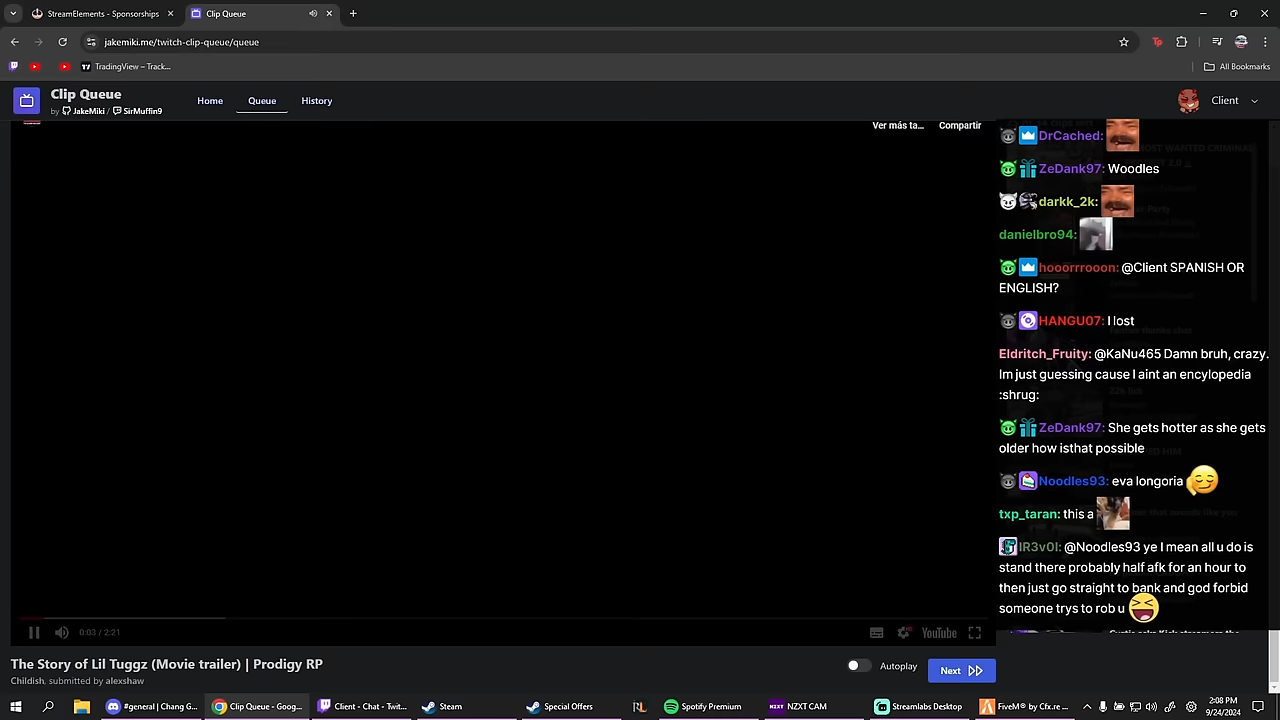 StreamElements - Sponsorships
Clip Queue
jakemiki.me/twitch-clip-queue/queue
TradingView – Track...
All Bookmarks
Clip Queue
by JakeMiki / SirMuffin9
Home
Queue
History
Client
Ver más ta...
Compartir
DrCached:
ZeDank97: Woodles
darkk_2k:
danielbro94:
hooorrrooon: @Client SPANISH OR
ENGLISH?
HANGU07: I lost
Eldritch_Fruity: @KaNu465 Damn bruh, crazy.
Im just guessing cause I aint an encylopedia
:shrug:
ZeDank97: She gets hotter as she gets
older how isthat possible
Noodles93: eva longoria
txp_taran: this a
IR3v0l: @Noodles93 ye I mean all u do is
stand there probably half afk for an hour to
then just go straight to bank and god forbid
someone trys to rob u
0:03 / 2:21
YouTube
The Story of Lil Tuggz (Movie trailer) | Prodigy RP
Childish, submitted by alexshaw
Autoplay
Next
#general | Chang G...
Clip Queue - Goog...
Client - Chat - Twi...
Steam
Special Offers
RL
Spotify Premium
NZXT
NZXT CAM
Streamlabs Desktop
FiveM® by Cfx.re ...
2:08 PM
9/24/2024